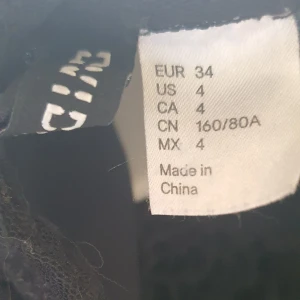 EUR 34
US 4
CA 4
CN 160/80A
MX 4
Made in
China